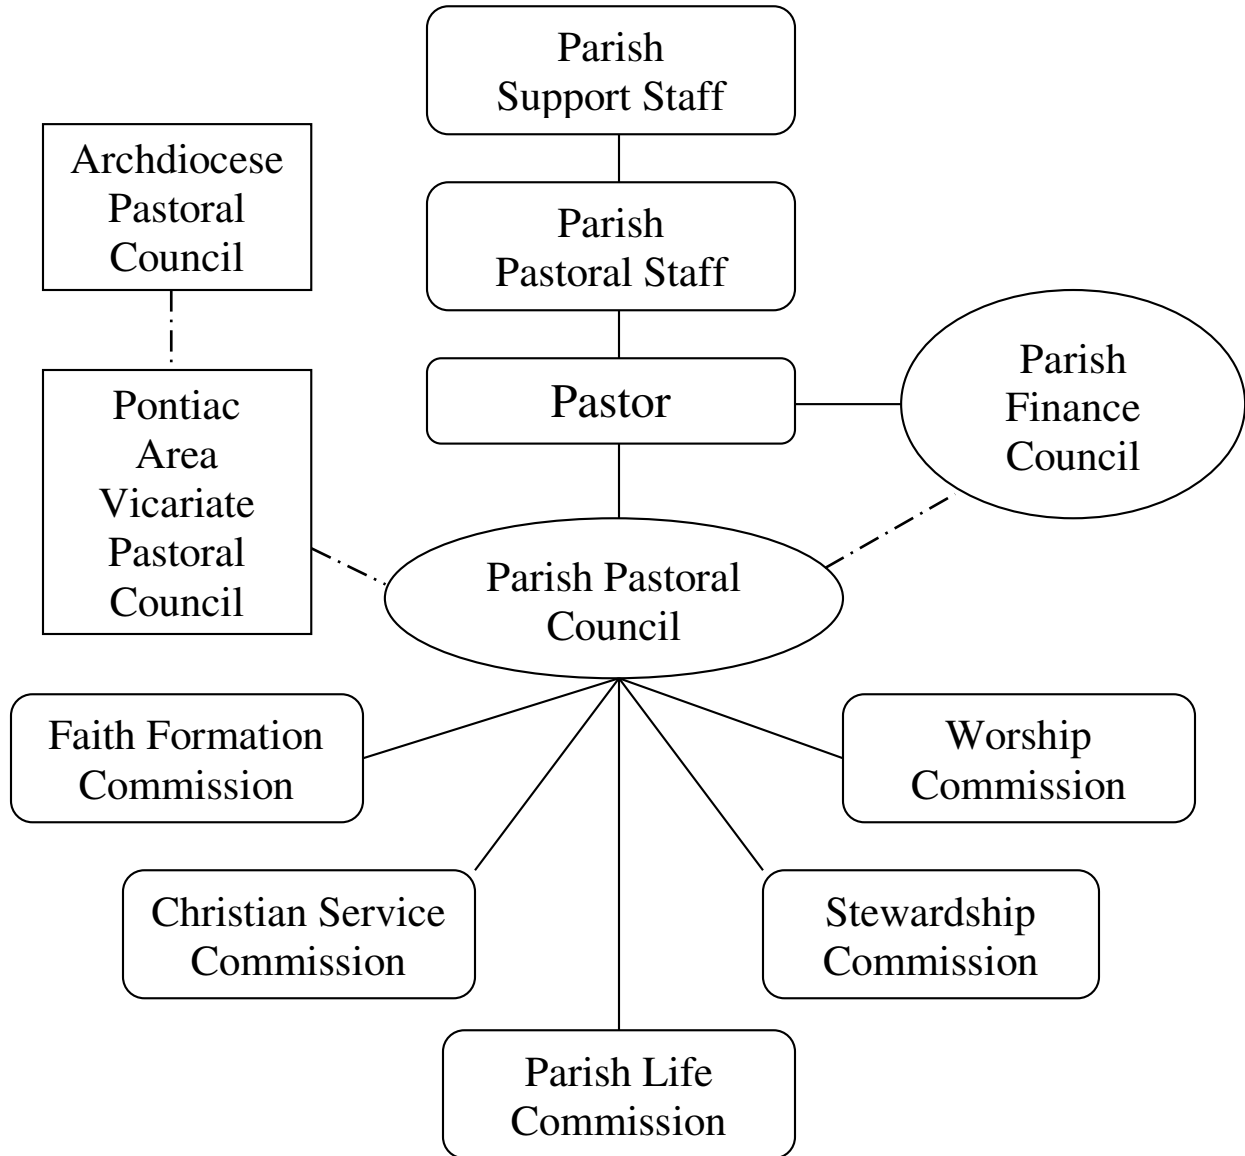 Parish
Support Staff
Archdiocese
Pastoral
Council
Parish
Pastoral Staff
Pastor
Parish
Finance
Council
Pontiac
Area
Vicariate
Pastoral
Council
Parish Pastoral
Council
Faith Formation
Commission
Worship
Commission
Christian Service
Commission
Stewardship
Commission
Parish Life
Commission